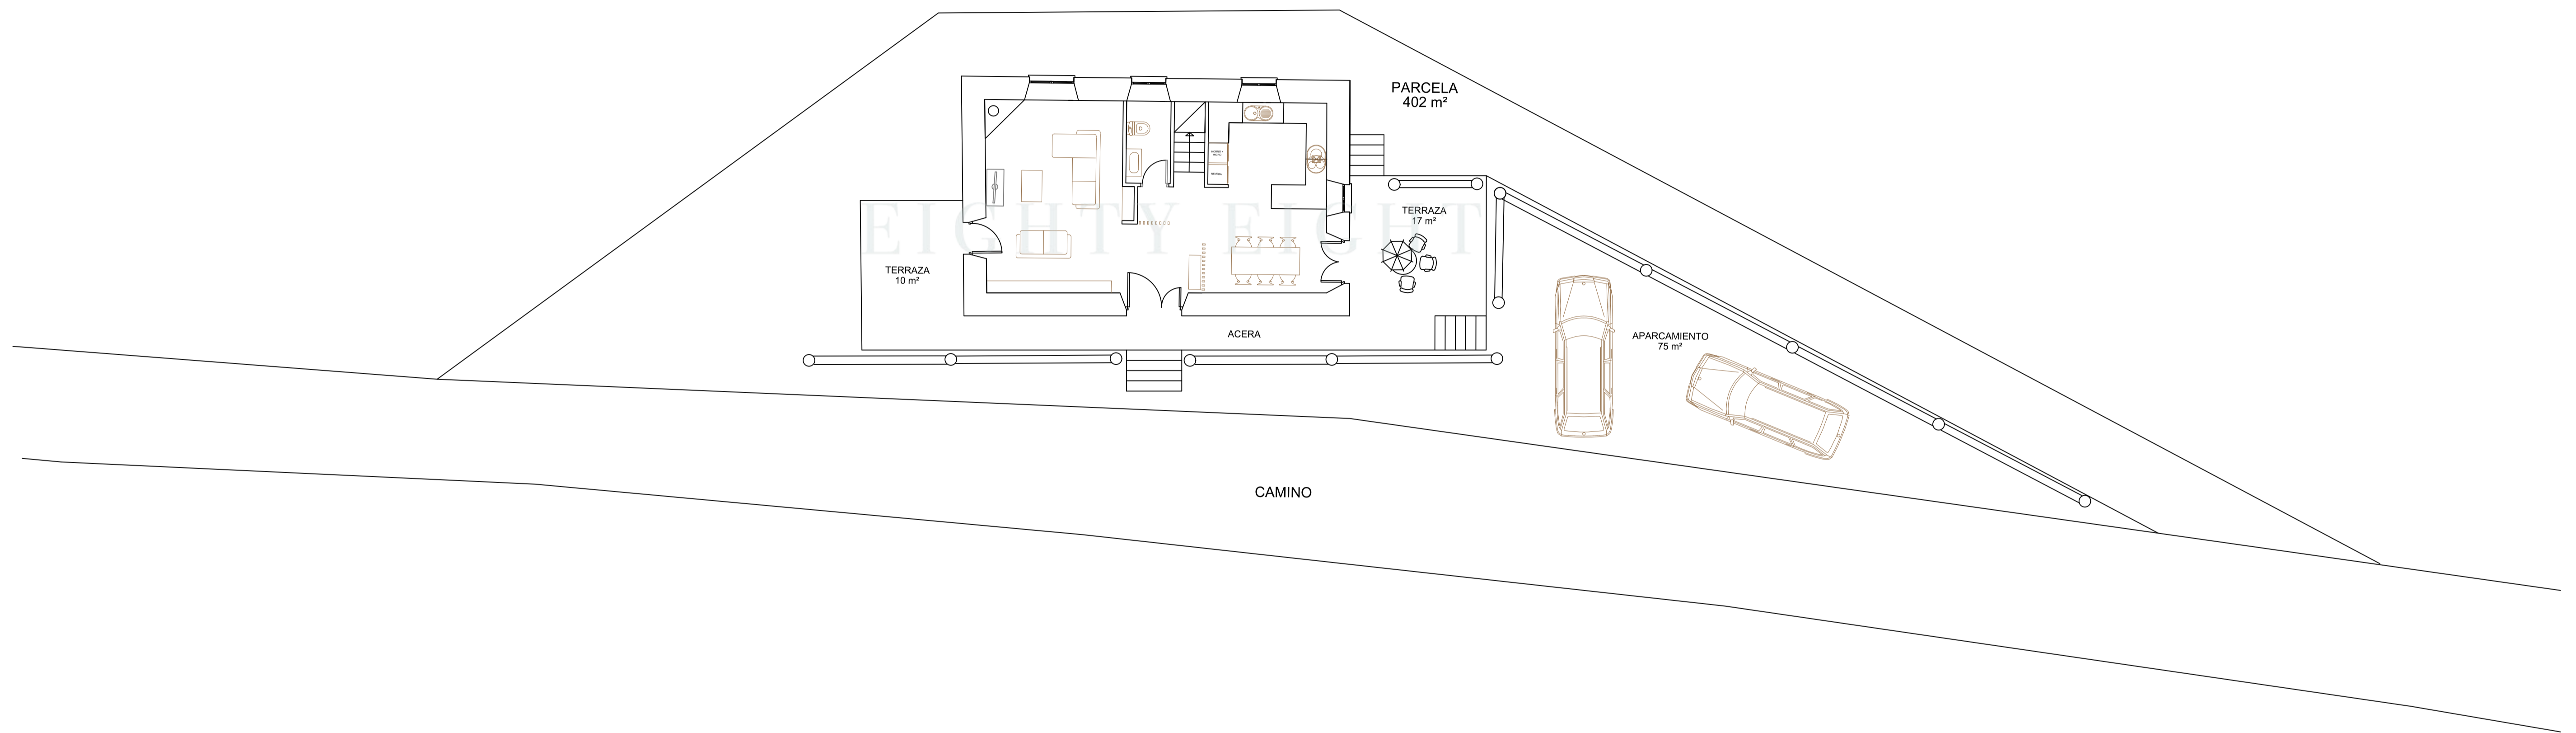 PARCELA
402 m²
EIGHTY EIGHT
TERRAZA
17 m²
TERRAZA
10 m²
ACERA
APARCAMIENTO
75 m²
CAMINO